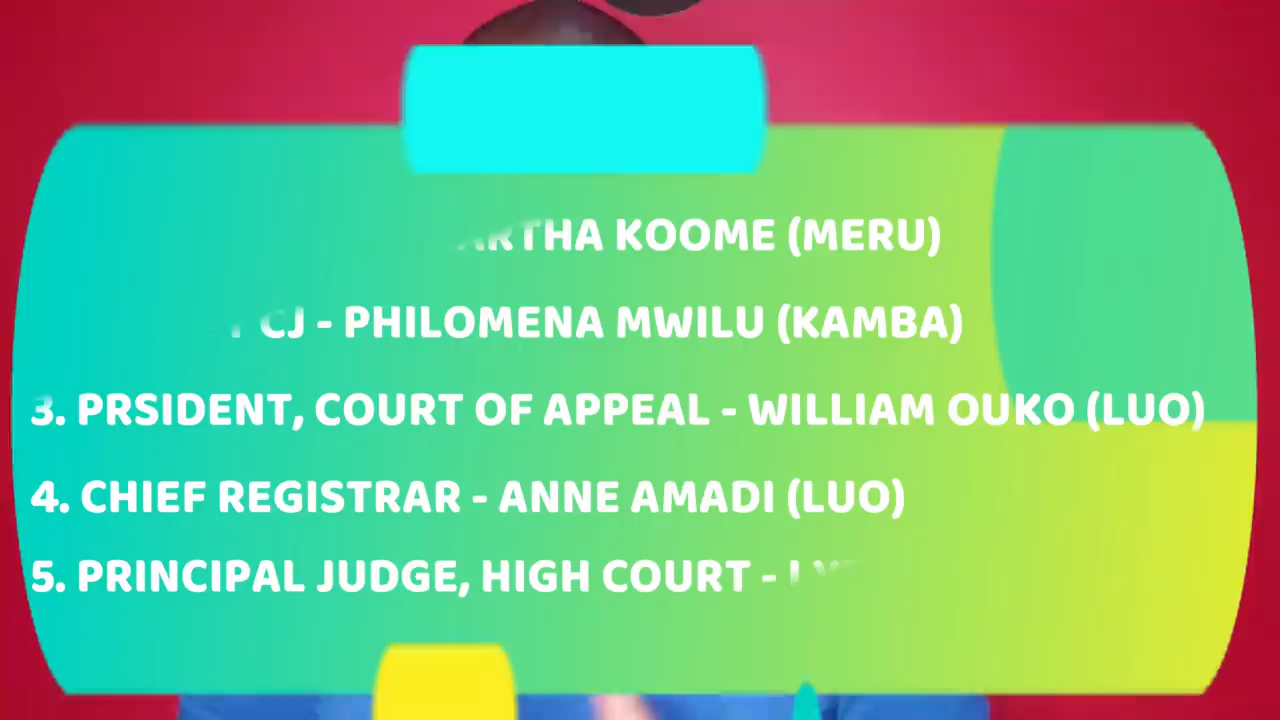 KOOME (MERU)
CJ - PHILOMENA MWILU (KAMBA)
3. PRSIDENT, COURT OF APPEAL - WILLIAM OUKO (LUO)
4. CHIEF REGISTRAR - ANNE AMADI (LUO)
5. PRINCIPAL JUDGE, HIGH COURT -